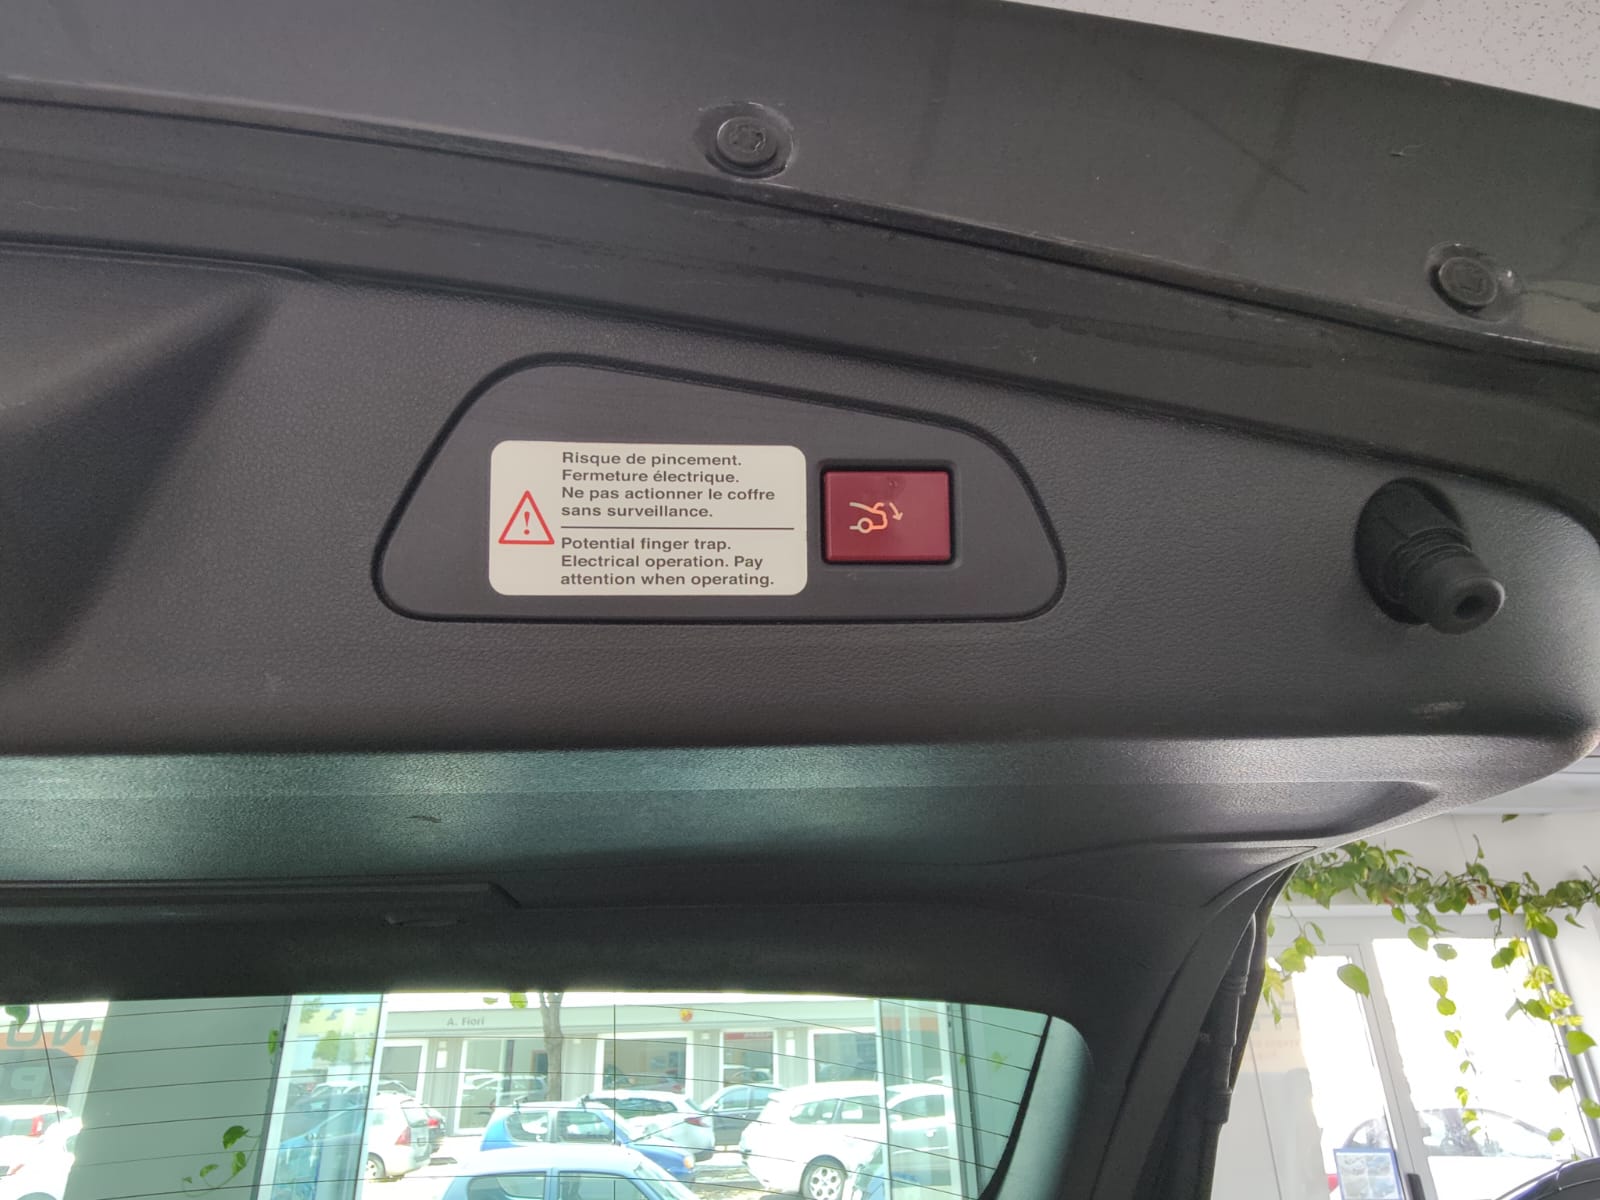 Risque de pincement.
Fermeture électrique.
Ne pas actionner le coffre
sans surveillance.
Potential finger trap.
Electrical operation. Pay
attention when operating.
A. Fiori
NU